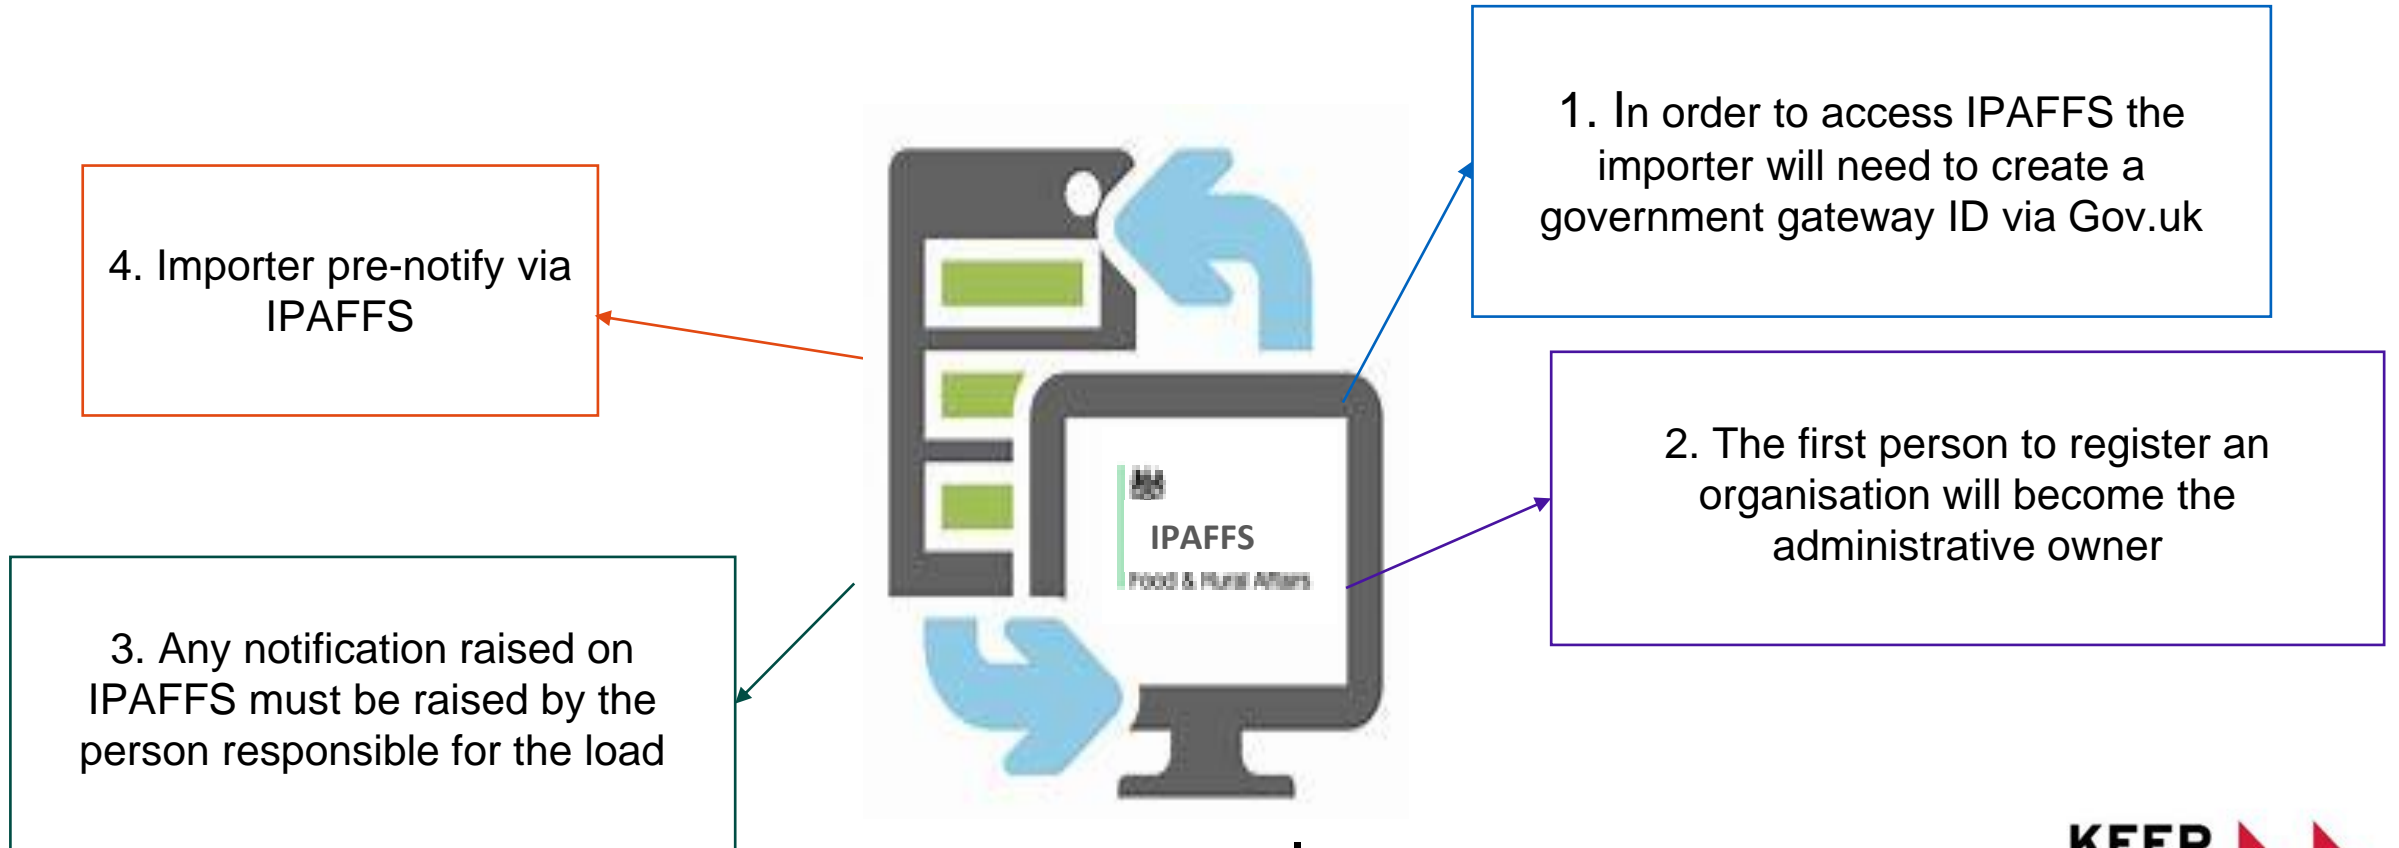 1. In order to access IPAFFS the
importer will need to create a
government gateway ID via Gov.uk
2. The first person to register an
organisation will become the
administrative owner
3. Any notification raised on
IPAFFS must be raised by the
person responsible for the load
4. Importer pre-notify via
IPAFFS
IPAFFS
Food & Rural Affairs
KEEP